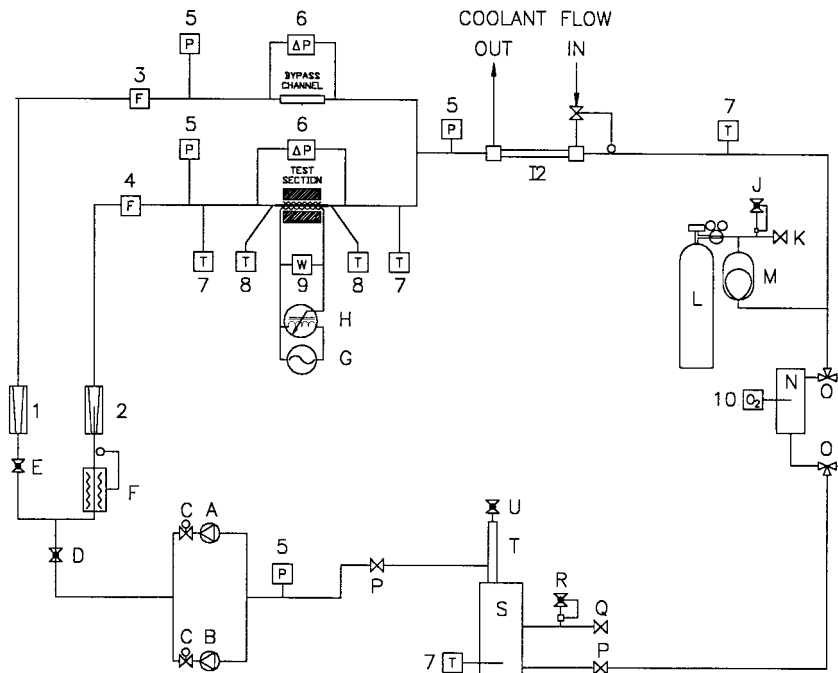 COOLANT FLOW
OUT IN
5 6
P ΔP
BYPASS
CHANNEL
3
F
5 6
P ΔP
TEST
SECTION
4
F
5
P
12
7
T
T T T T
7 8 8 7
W
9
H
G
J
K
L M
N
10 O₂
O
O
1 2
E
F
D
C A
C B
5
P
P
U
T
S
R
Q
P
7 T